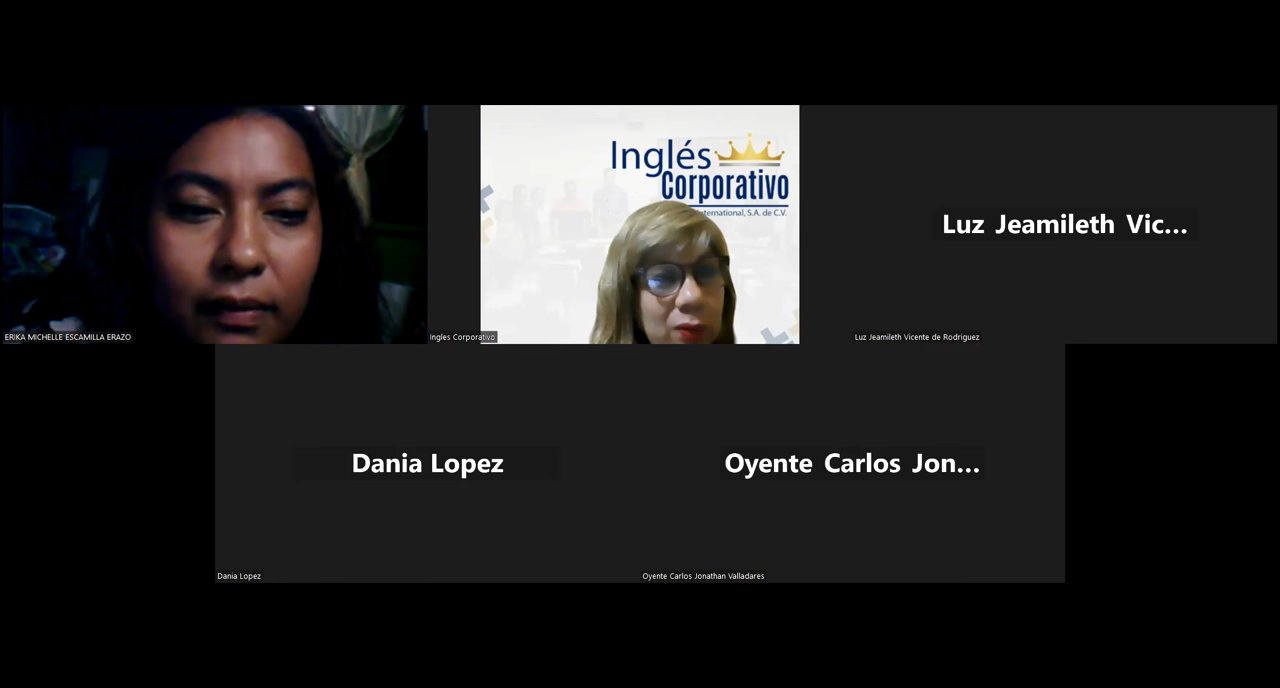 Inglés
Corporativo
International, S.A. de C.V.
Luz Jeamileth Vic...
ERIKA MICHELLE ESCAMILLA ERAZO
Ingles Corporativo
Luz Jeamileth Vicente de Rodriguez
Dania Lopez
Oyente Carlos Jon...
Dania Lopez
Oyente Carlos Jonathan Valladares